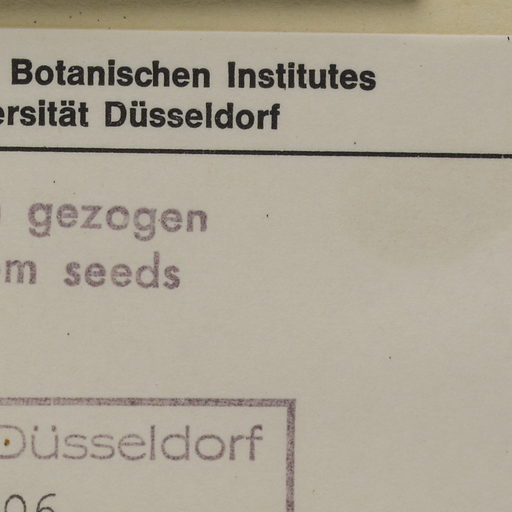 Botanischen Institutes
ersität Düsseldorf
gezogen
m seeds
Düsseldorf
06